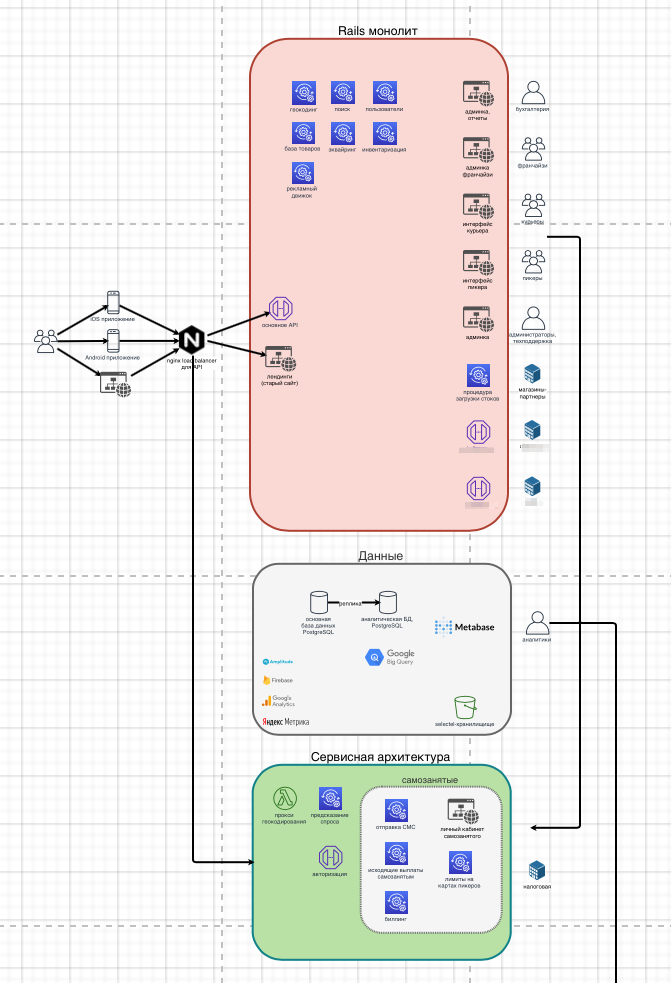 Rails монолит
геокодинг
поиск
пользователи
админка,
отчеты
бухгалтерия
база товаров
эквайринг
инвентаризация
админка
франчайзи
франчайзи
рекламный
движок
интерфейс
курьера
курьеры
интерфейс
пикера
пикеры
iOS приложение
основное API
админка
администраторы,
техподдержка
Android приложение
N
nginx load balancer
для API
лендинги
(старый сайт)
процедура
загрузки стоков
магазины-
партнеры
Данные
реплика
основная
база данных
PostgreSQL
аналитическая БД,
PostgreSQL
Metabase
аналитики
Google
Big Query
Amplitude
Firebase
Google
Analytics
Яндекс Метрика
selectel-хранилище
Сервисная архитектура
самозанятые
прокси
геокодирования
предсказание
спроса
отправка СМС
личный кабинет
самозанятого
авторизация
исходящие выплаты
самозанятым
лимиты на
картах пикеров
налоговая
биллинг